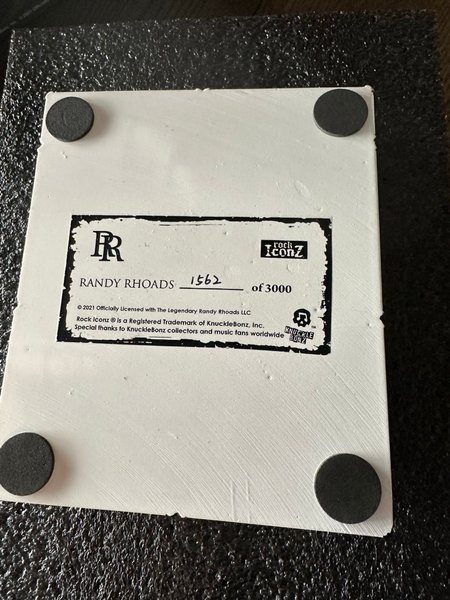 RR
rock
IconZ
RANDY RHOADS 1562 of 3000
© 2021 Officially Licensed with The Legendary Randy Rhoads LLC
Rock Iconz ® is a Registered Trademark of KnuckleBonz, Inc.
Special thanks to KnuckleBonz collectors and music fans worldwide
KNUCKLE
BONZ